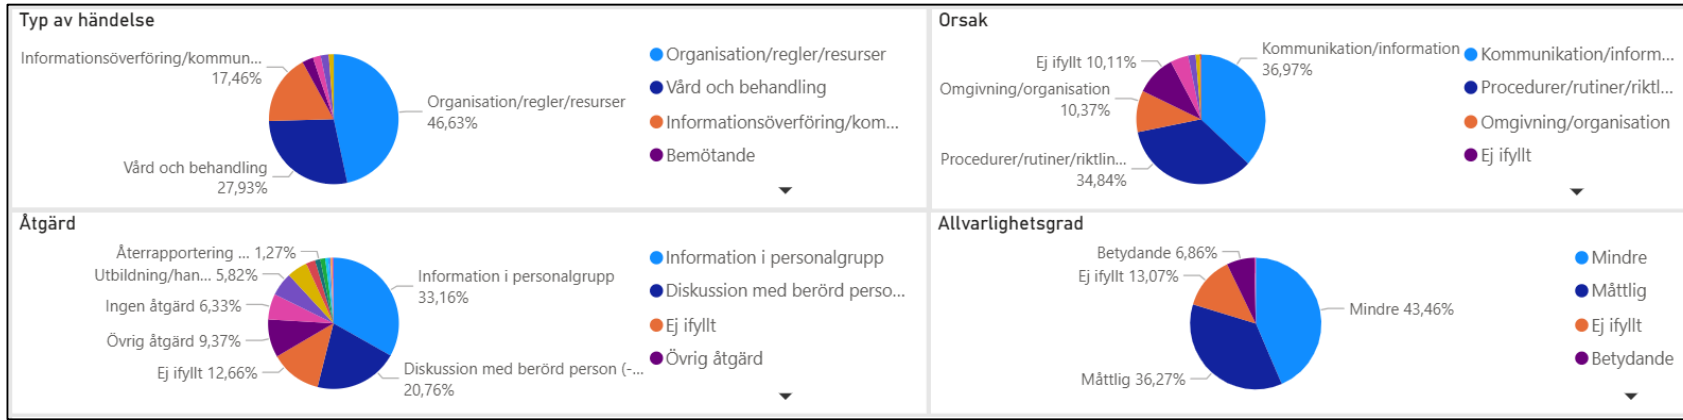 Typ av händelse
Informationsöverföring/kommun...
17,46%
Organisation/regler/resurser
46,63%
Vård och behandling
27,93%
Organisation/regler/resurser
Vård och behandling
Informationsöverföring/kom...
Bemötande
Orsak
Kommunikation/information
36,97%
Ej ifyllt 10,11%
Omgivning/organisation
10,37%
Procedurer/rutiner/riktlin...
34,84%
Kommunikation/inform...
Procedurer/rutiner/riktl...
Omgivning/organisation
Ej ifyllt
Åtgärd
Återrapportering ... 1,27%
Utbildning/han... 5,82%
Ingen åtgärd 6,33%
Övrig åtgärd 9,37%
Ej ifyllt 12,66%
Information i personalgrupp
33,16%
Diskussion med berörd person (-...
20,76%
Information i personalgrupp
Diskussion med berörd perso...
Ej ifyllt
Övrig åtgärd
Allvarlighetsgrad
Betydande 6,86%
Ej ifyllt 13,07%
Mindre 43,46%
Måttlig 36,27%
Mindre
Måttlig
Ej ifyllt
Betydande